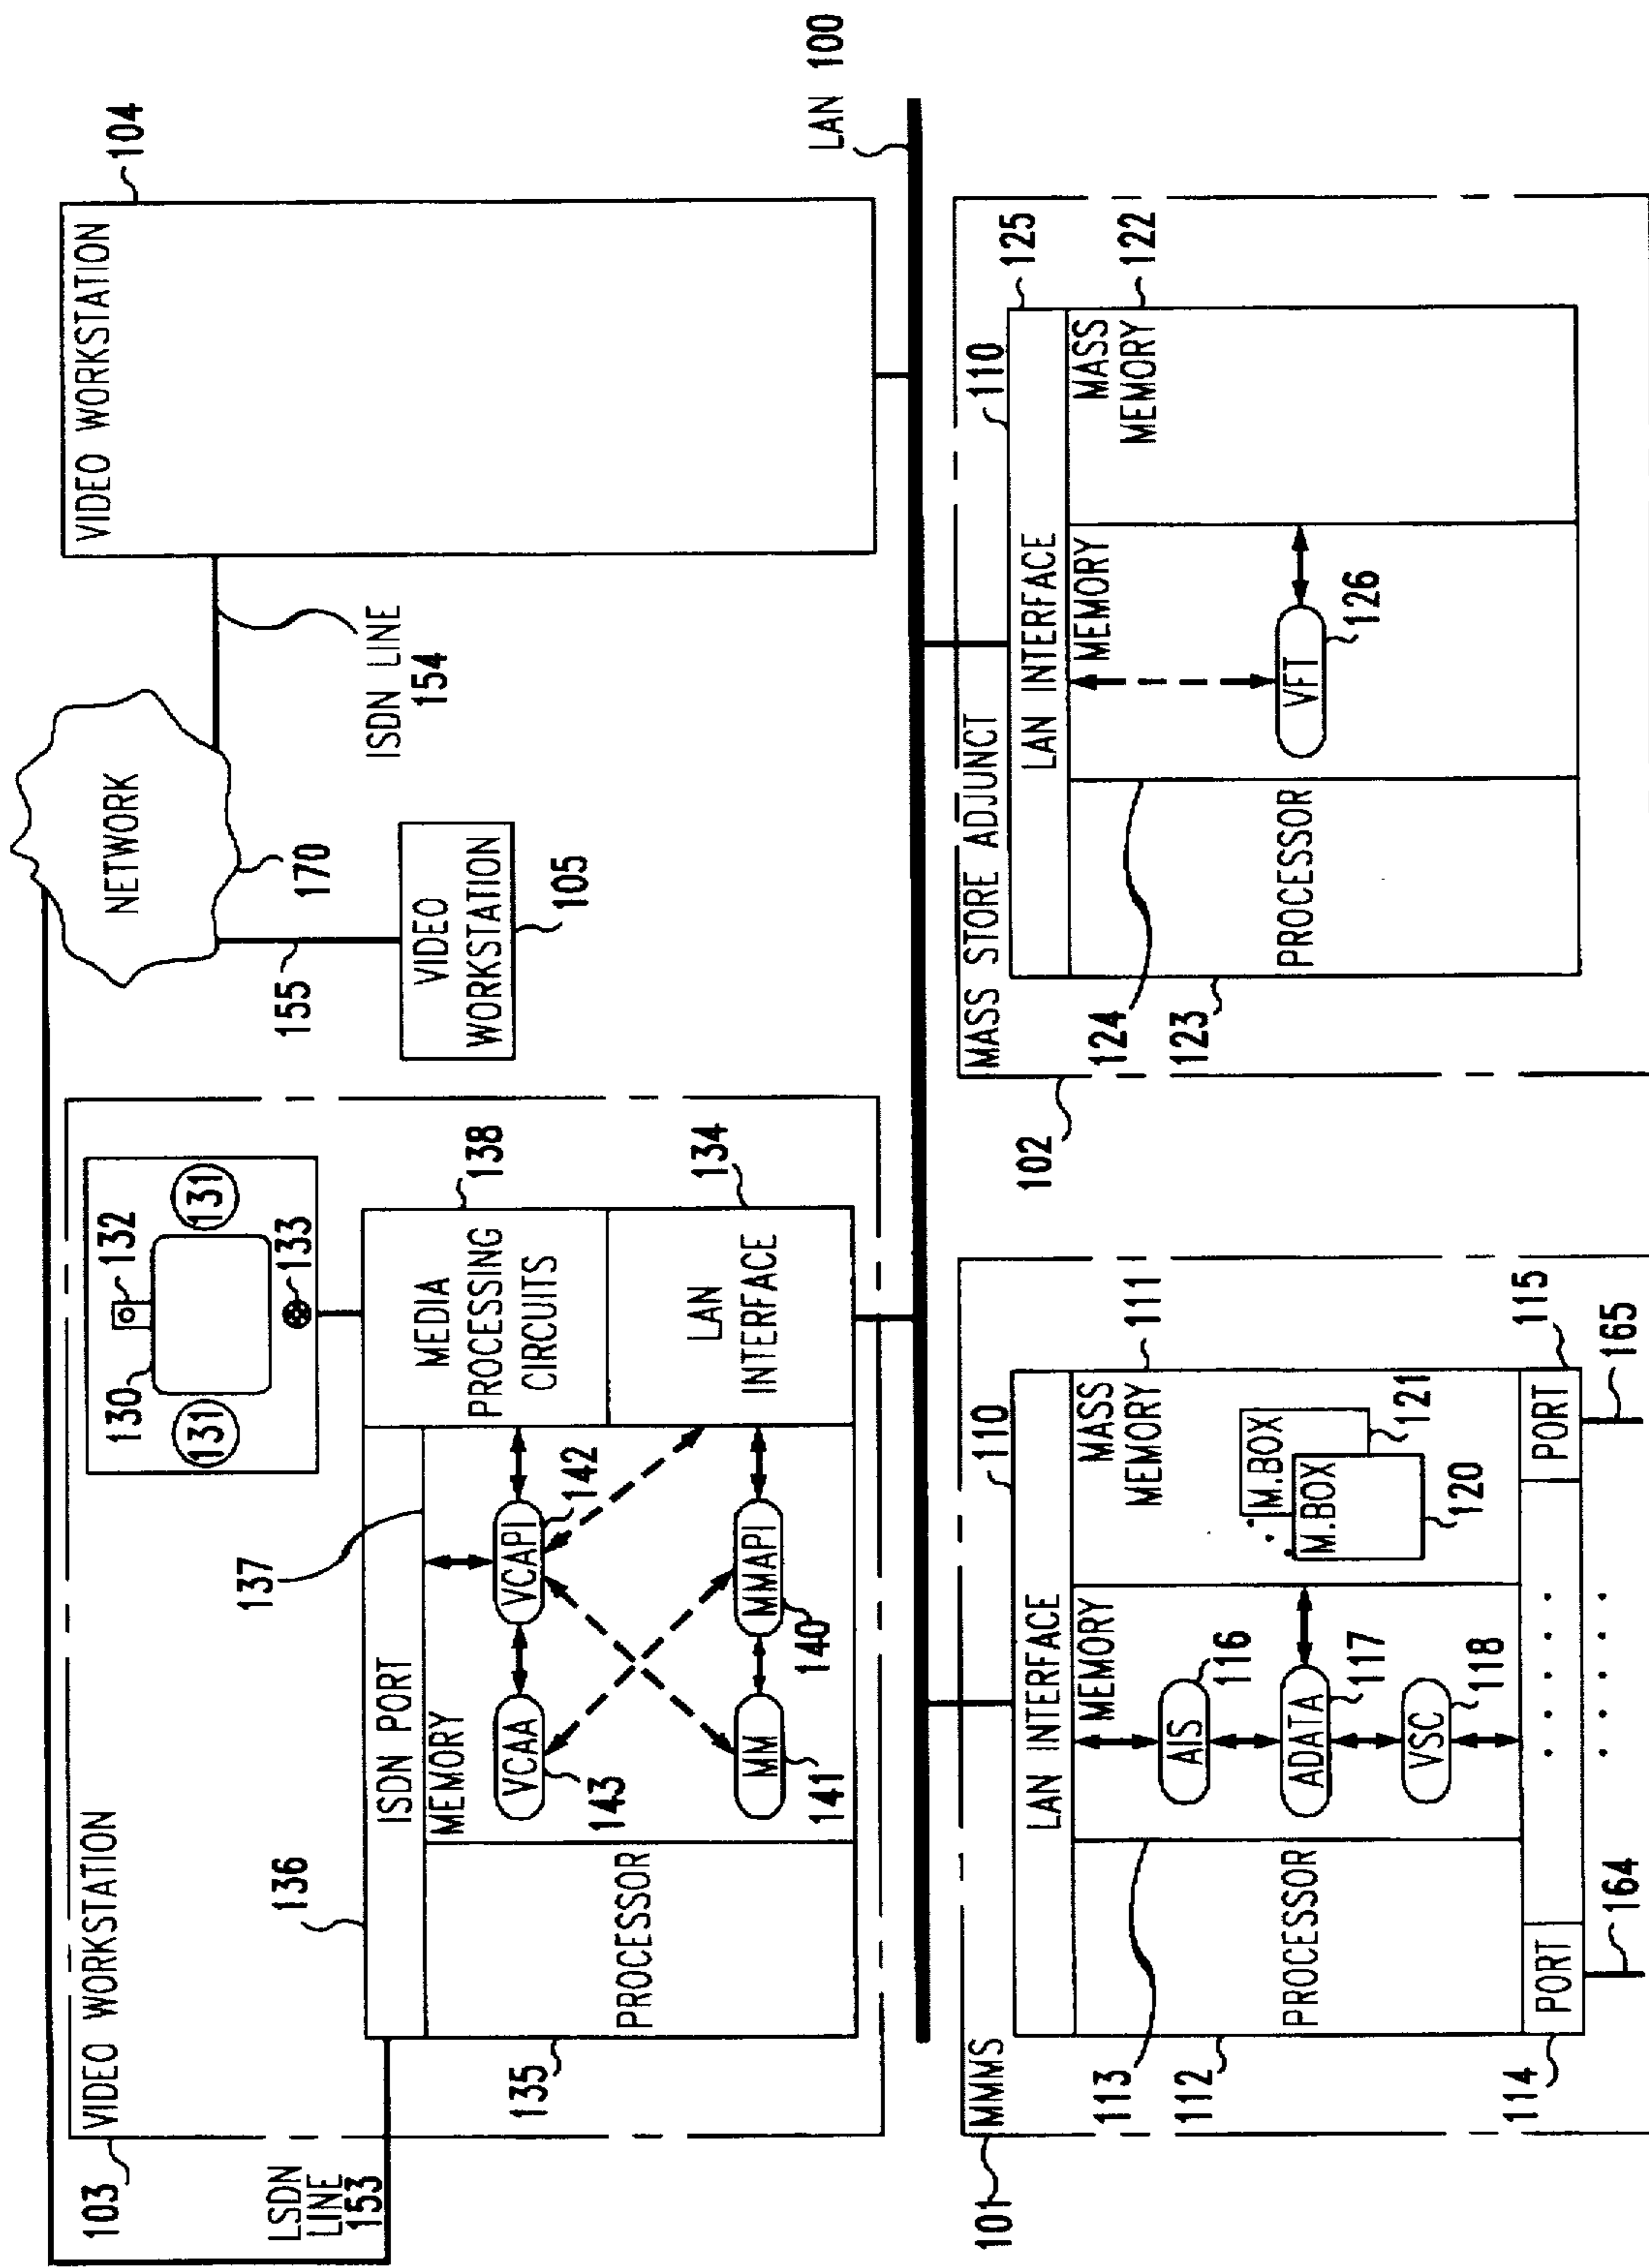 VIDEO WORKSTATION
103
LSDN
LINE
153
136
137
ISDN PORT
MEMORY
135
PROCESSOR
VCAA
143
VCAPI
142
MM
141
MMAPI
140
130
132
131
131
133
MEDIA
PROCESSING
CIRCUITS
138
LAN
INTERFACE
134
NETWORK
170
155
VIDEO
WORKSTATION
105
ISDN LINE
154
VIDEO WORKSTATION
104
LAN 100
MMMS
101
110
LAN INTERFACE
113
112
PROCESSOR
MEMORY
AIS
116
ADATA
117
VSC
118
MASS
MEMORY
111
M.BOX
121
M.BOX
120
114
PORT
164
PORT
115
165
MASS STORE ADJUNCT
102
110
LAN INTERFACE
125
124
123
PROCESSOR
MEMORY
VFT
126
MASS
MEMORY
122